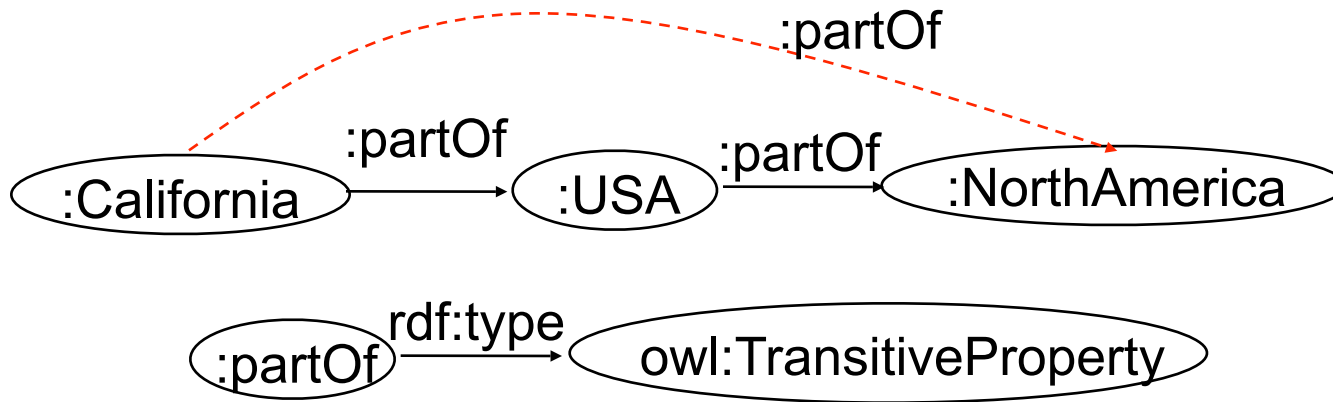 :partOf
:partOf
:partOf
:California
:USA
:NorthAmerica
rdf:type
:partOf
owl:TransitiveProperty